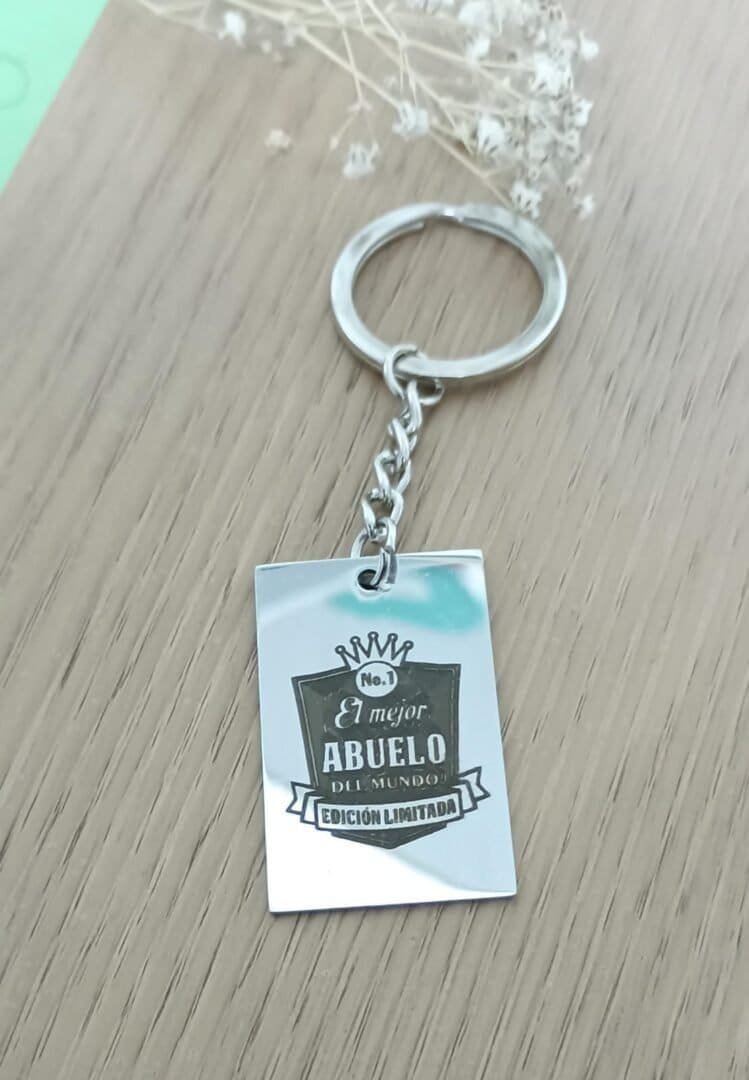 No.1
El mejor
ABUELO
DEL MUNDO
EDICIÓN LIMITADA